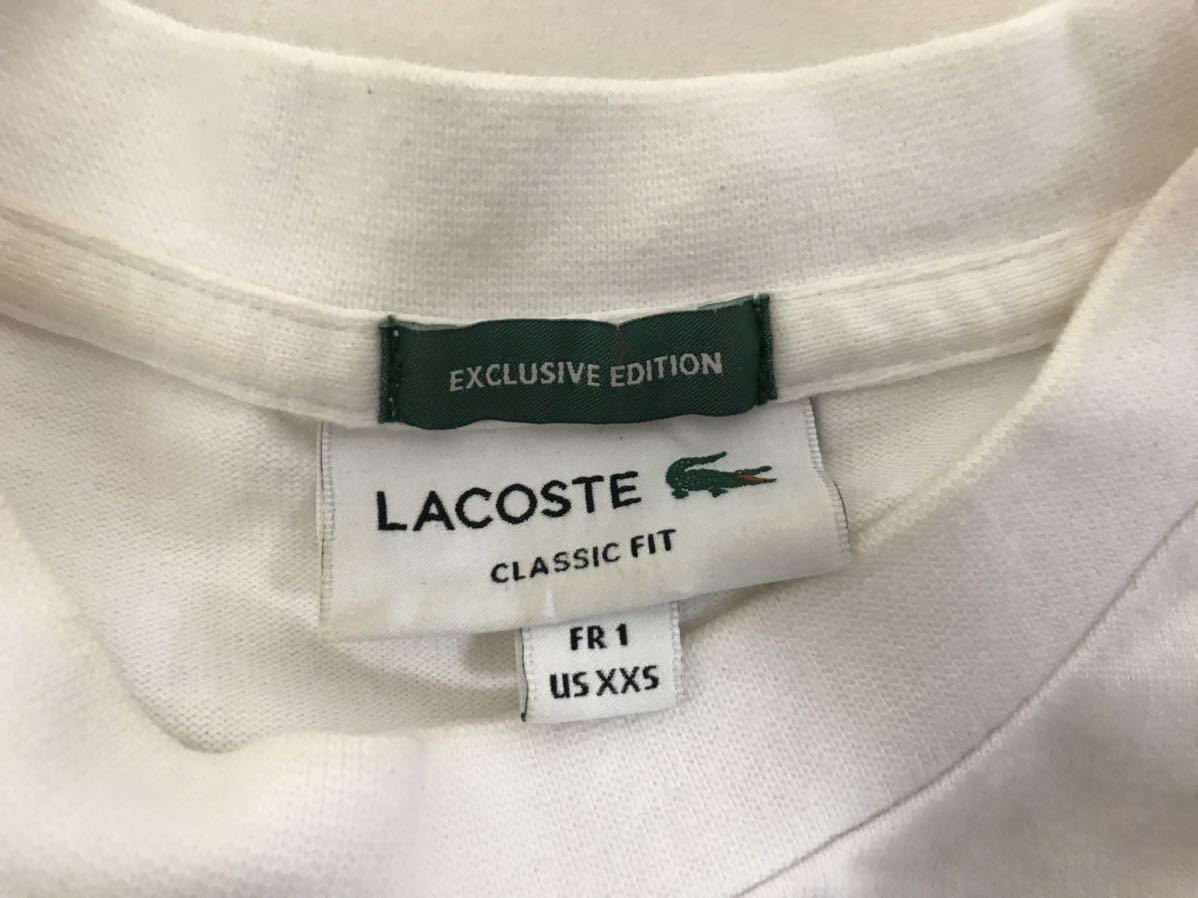 EXCLUSIVE EDITION
LACOSTE
CLASSIC FIT
FR 1
US XXS